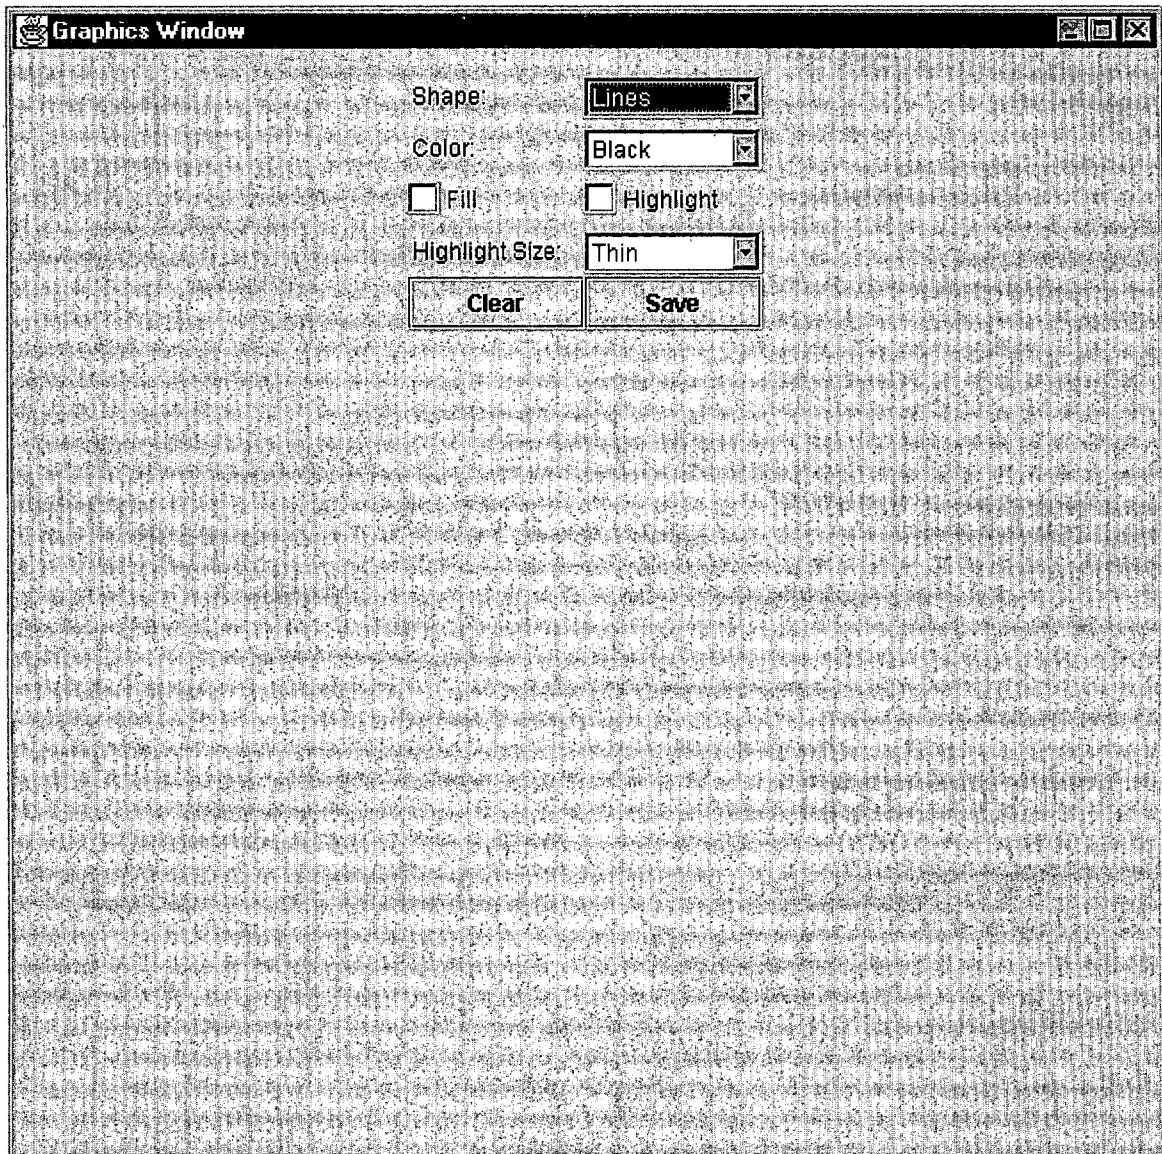 Graphics Window
Shape: Lines
Color: Black
Fill Highlight
Highlight Size: Thin
Clear Save